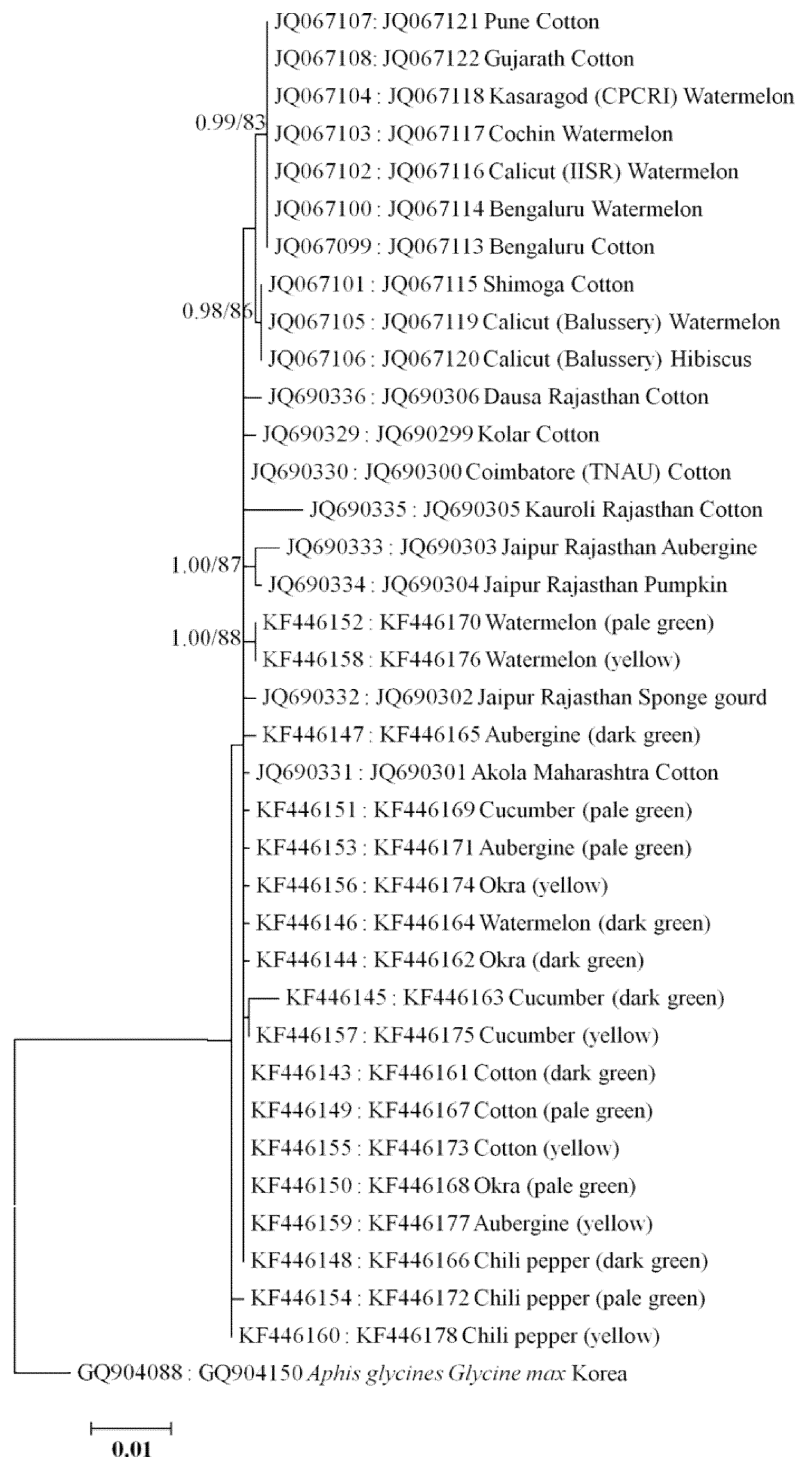 JQ067107: JQ067121 Pune Cotton
JQ067108: JQ067122 Gujarath Cotton
JQ067104 : JQ067118 Kasaragod (CPCRI) Watermelon
0.99/83
JQ067103 : JQ067117 Cochin Watermelon
JQ067102 : JQ067116 Calicut (IISR) Watermelon
JQ067100 : JQ067114 Bengaluru Watermelon
JQ067099 : JQ067113 Bengaluru Cotton
JQ067101 : JQ067115 Shimoga Cotton
0.98/86
JQ067105 : JQ067119 Calicut (Balussery) Watermelon
JQ067106 : JQ067120 Calicut (Balussery) Hibiscus
JQ690336 : JQ690306 Dausa Rajasthan Cotton
JQ690329 : JQ690299 Kolar Cotton
JQ690330 : JQ690300 Coimbatore (TNAU) Cotton
JQ690335 : JQ690305 Kauroli Rajasthan Cotton
JQ690333 : JQ690303 Jaipur Rajasthan Aubergine
1.00/87
JQ690334 : JQ690304 Jaipur Rajasthan Pumpkin
KF446152 : KF446170 Watermelon (pale green)
1.00/88
KF446158 : KF446176 Watermelon (yellow)
JQ690332 : JQ690302 Jaipur Rajasthan Sponge gourd
KF446147 : KF446165 Aubergine (dark green)
JQ690331 : JQ690301 Akola Maharashtra Cotton
KF446151 : KF446169 Cucumber (pale green)
KF446153 : KF446171 Aubergine (pale green)
KF446156 : KF446174 Okra (yellow)
KF446146 : KF446164 Watermelon (dark green)
KF446144 : KF446162 Okra (dark green)
KF446145 : KF446163 Cucumber (dark green)
KF446157 : KF446175 Cucumber (yellow)
KF446143 : KF446161 Cotton (dark green)
KF446149 : KF446167 Cotton (pale green)
KF446155 : KF446173 Cotton (yellow)
KF446150 : KF446168 Okra (pale green)
KF446159 : KF446177 Aubergine (yellow)
KF446148 : KF446166 Chili pepper (dark green)
KF446154 : KF446172 Chili pepper (pale green)
KF446160 : KF446178 Chili pepper (yellow)
GQ904088 : GQ904150 Aphis glycines Glycine max Korea
0.01